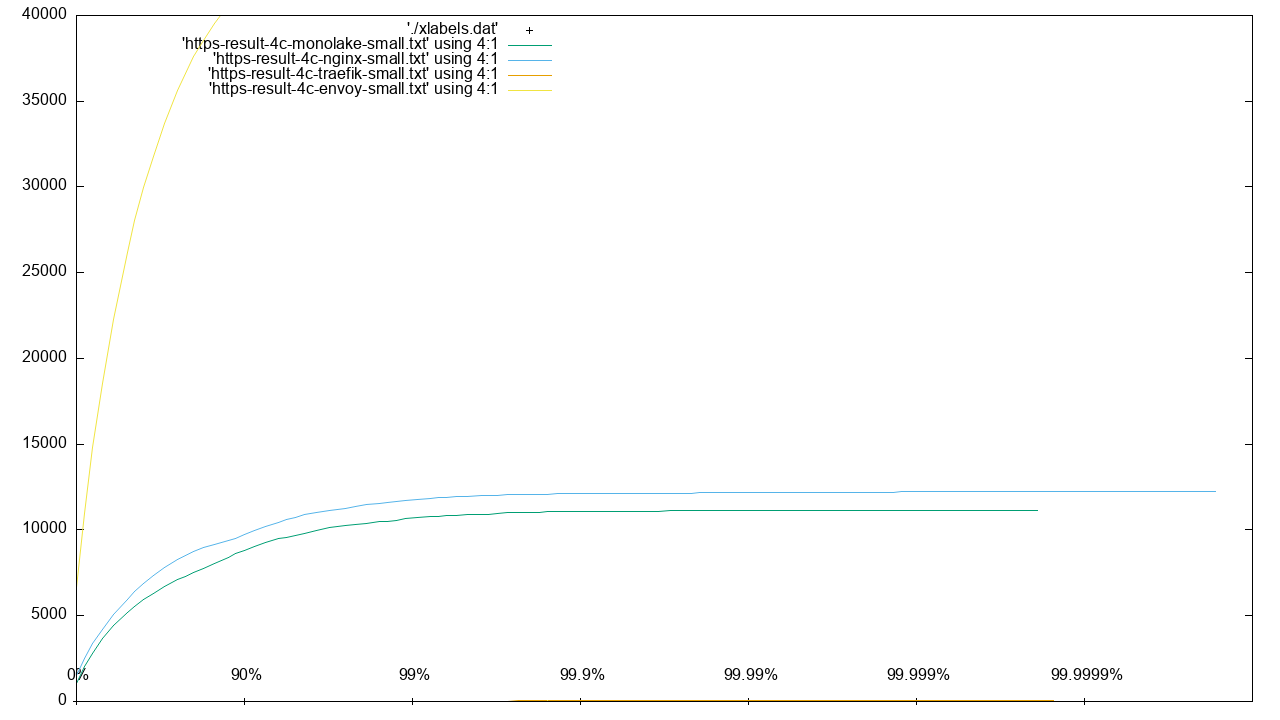 40000
'./xlabels.dat'
'https-result-4c-monolake-small.txt' using 4:1
'https-result-4c-nginx-small.txt' using 4:1
'https-result-4c-traefik-small.txt' using 4:1
'https-result-4c-envoy-small.txt' using 4:1
35000
30000
25000
20000
15000
10000
5000
0% 90% 99% 99.9% 99.99% 99.999% 99.9999%
0